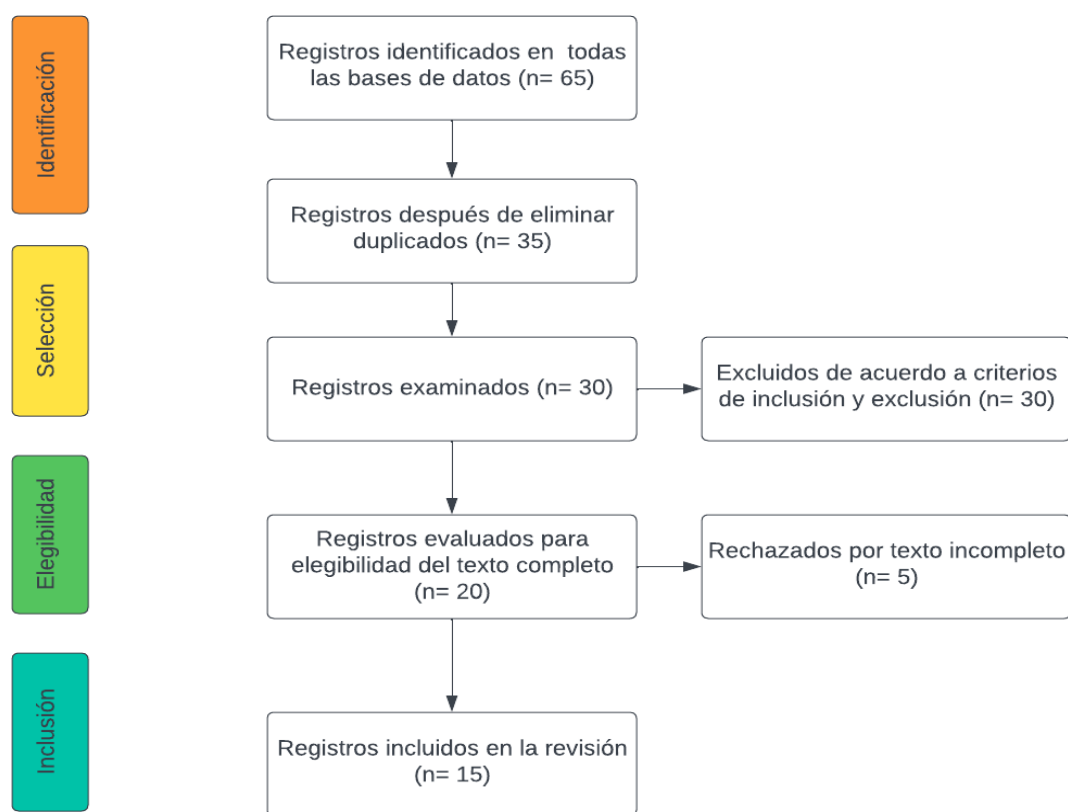 Identificación
Registros identificados en todas
las bases de datos (n= 65)
Registros después de eliminar
duplicados (n= 35)
Selección
Registros examinados (n= 30)
Excluidos de acuerdo a criterios
de inclusión y exclusión (n= 30)
Elegibilidad
Registros evaluados para
elegibilidad del texto completo
(n= 20)
Rechazados por texto incompleto
(n= 5)
Inclusión
Registros incluidos en la revisión
(n= 15)